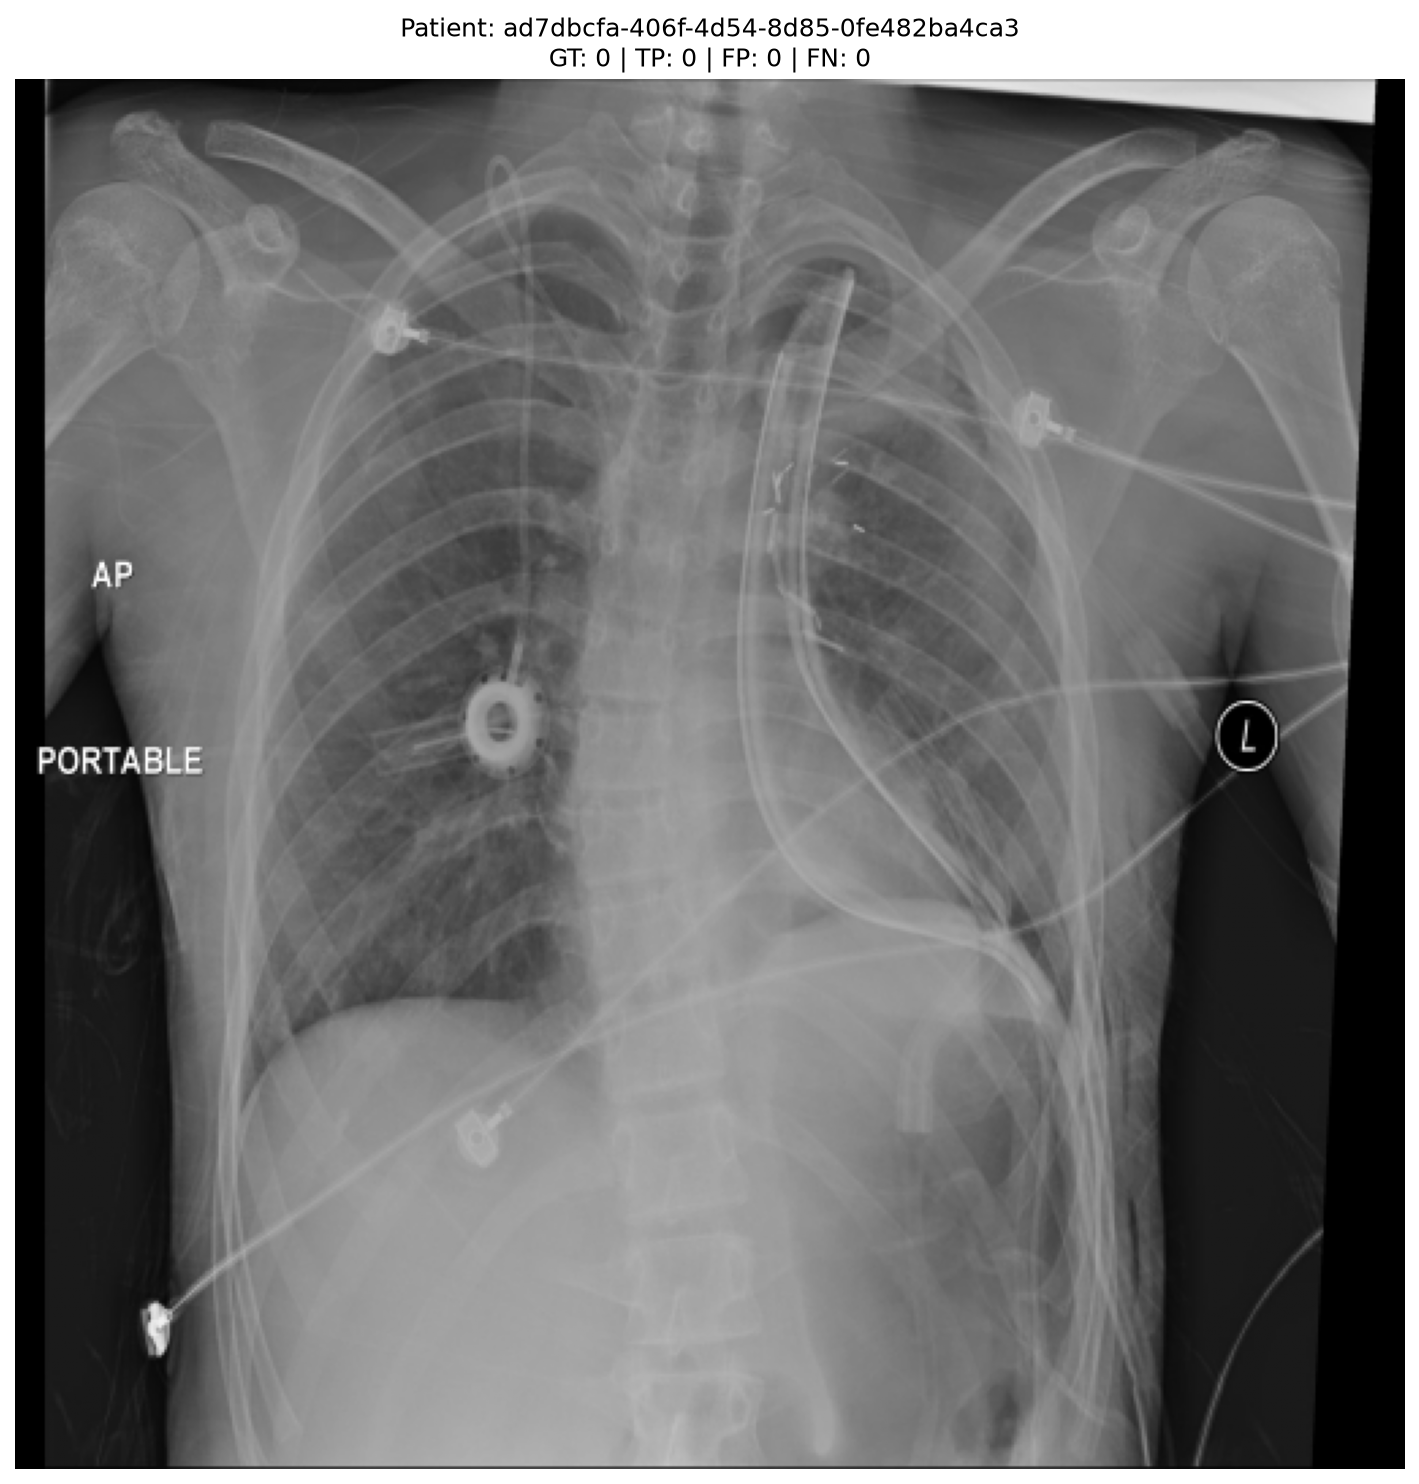 Patient: ad7dbcfa-406f-4d54-8d85-0fe482ba4ca3
GT: 0 | TP: 0 | FP: 0 | FN: 0
AP
PORTABLE
L